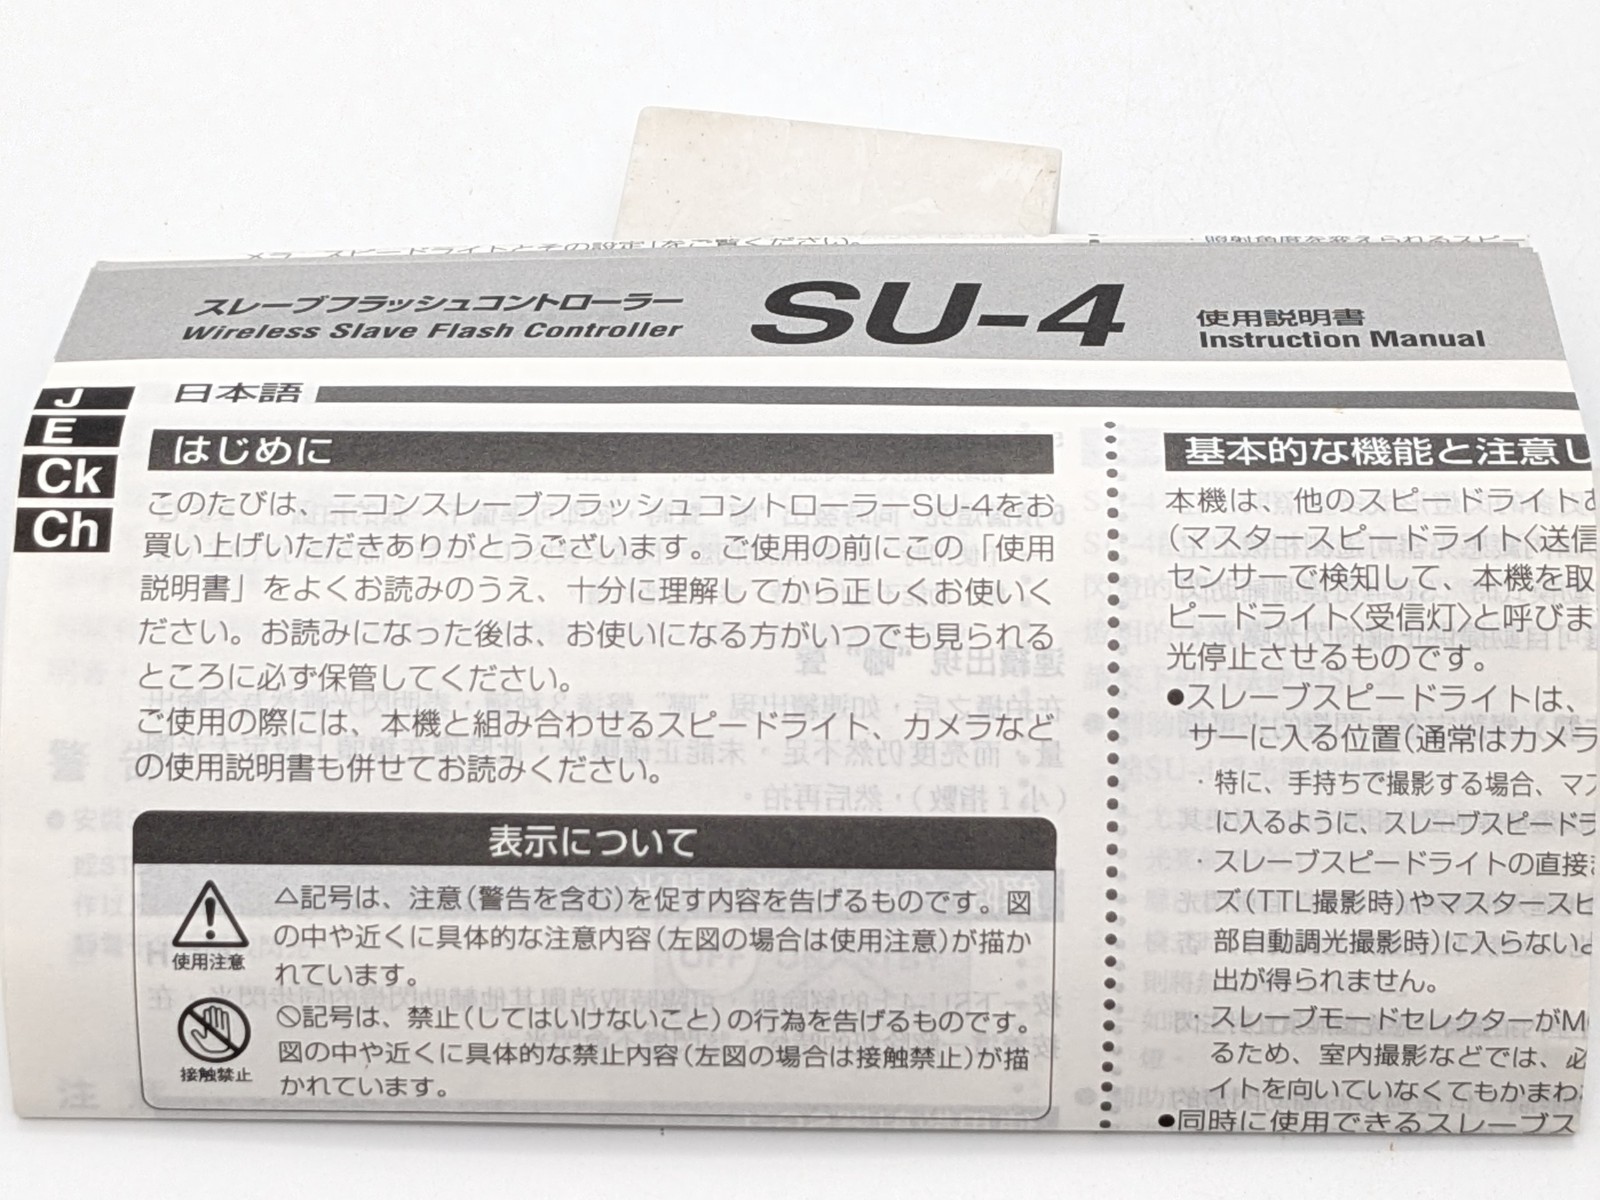 スレーブフラッシュコントローラー
Wireless Slave Flash Controller
SU-4
使用説明書
Instruction Manual
J
E
Ck
Ch
日本語
はじめに
このたびは、ニコンスレーブフラッシュコントローラーSU-4をお
買い上げいただきありがとうございます。ご使用の前にこの「使用
説明書」をよくお読みのうえ、十分に理解してから正しくお使いく
ださい。お読みになった後は、お使いになる方がいつでも見られる
ところに必ず保管してください。
ご使用の際には、本機と組み合わせるスピードライト、カメラなど
の使用説明書も併せてお読みください。
表示について
△記号は、注意(警告を含む)を促す内容を告げるものです。図
の中や近くに具体的な注意内容(左図の場合は使用注意)が描か
れています。
使用注意
🛇記号は、禁止(してはいけないこと)の行為を告げるものです。
図の中や近くに具体的な禁止内容(左図の場合は接触禁止)が描
かれています。
接触禁止
基本的な機能と注意し
本機は、他のスピードライト
(マスタースピードライト〈送信
センサーで検知して、本機を取
ピードライト〈受信灯〉と呼びま
光停止させるものです。
●スレーブスピードライトは、
サーに入る位置(通常はカメラ
・特に、手持ちで撮影する場合、マス
に入るように、スレーブスピードラ
・スレーブスピードライトの直接
ズ(TTL撮影時)やマスタースピ
部自動調光撮影時)に入らないよ
出が得られません。
・スレーブモードセレクターがM
るため、室内撮影などでは、必
イトを向いていなくてもかまわ
●同時に使用できるスレーブス